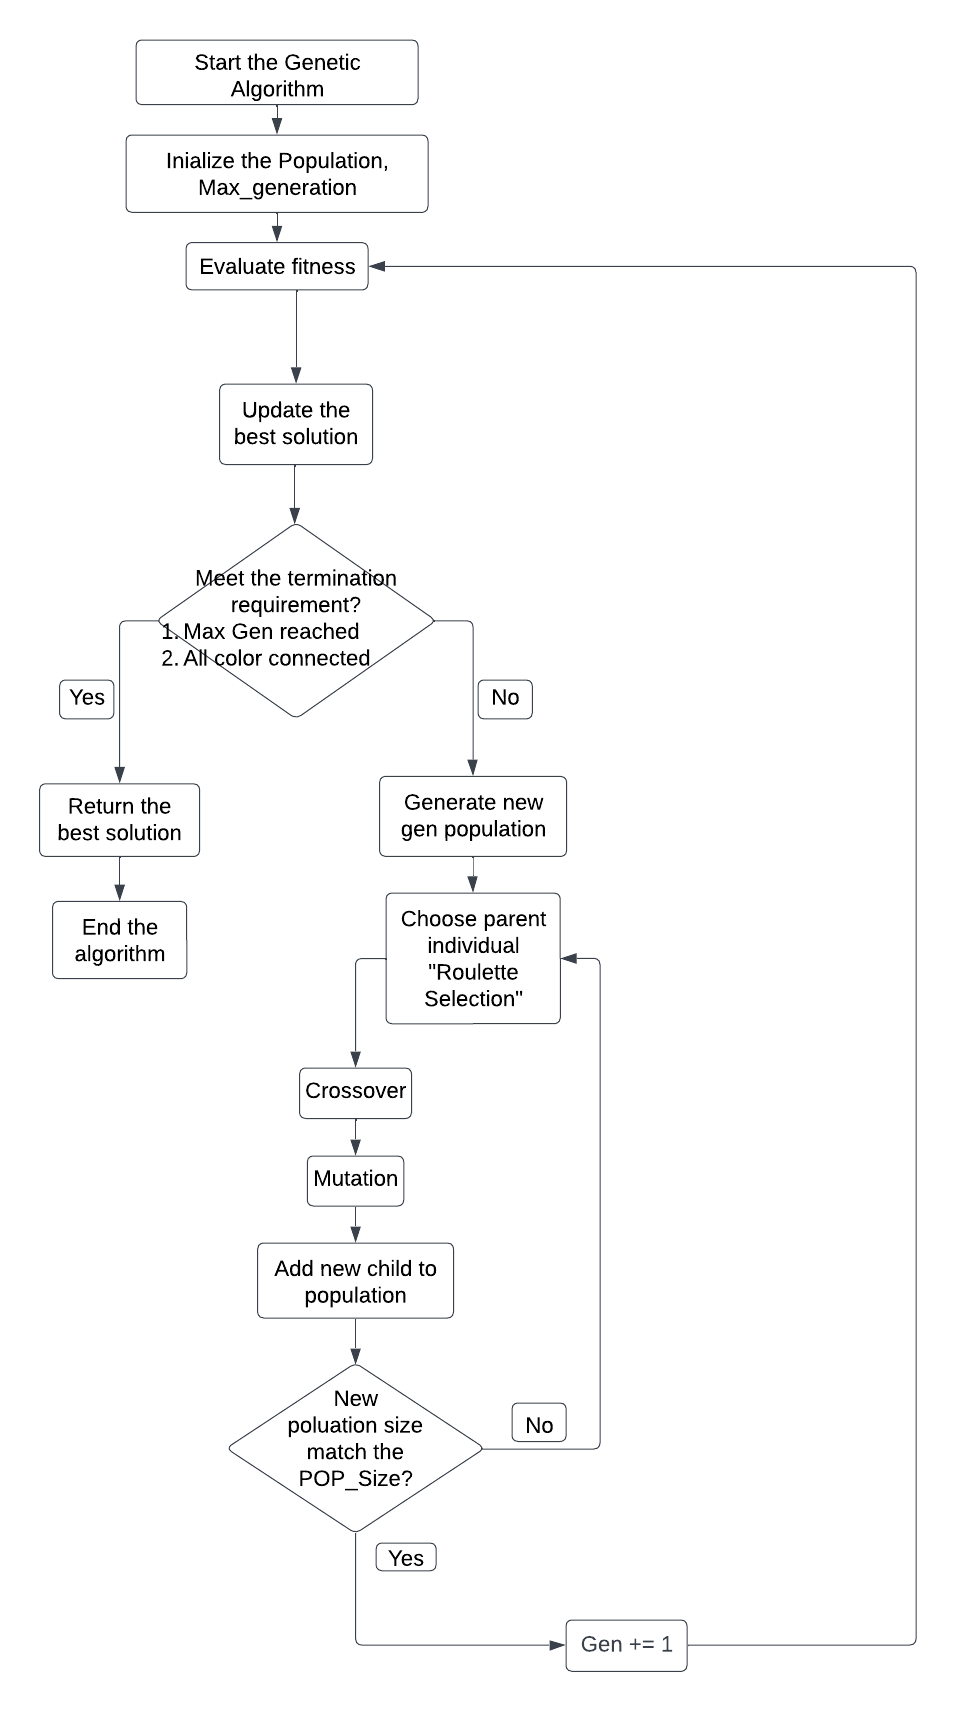 Start the Genetic
Algorithm
Inialize the Population,
Max_generation
Evaluate fitness
Update the
best solution
Meet the termination
requirement?
1. Max Gen reached
2. All color connected
Yes
No
Return the
best solution
Generate new
gen population
End the
algorithm
Choose parent
individual
"Roulette
Selection"
Crossover
Mutation
Add new child to
population
New
poluation size
match the
POP_Size?
No
Yes
Gen += 1